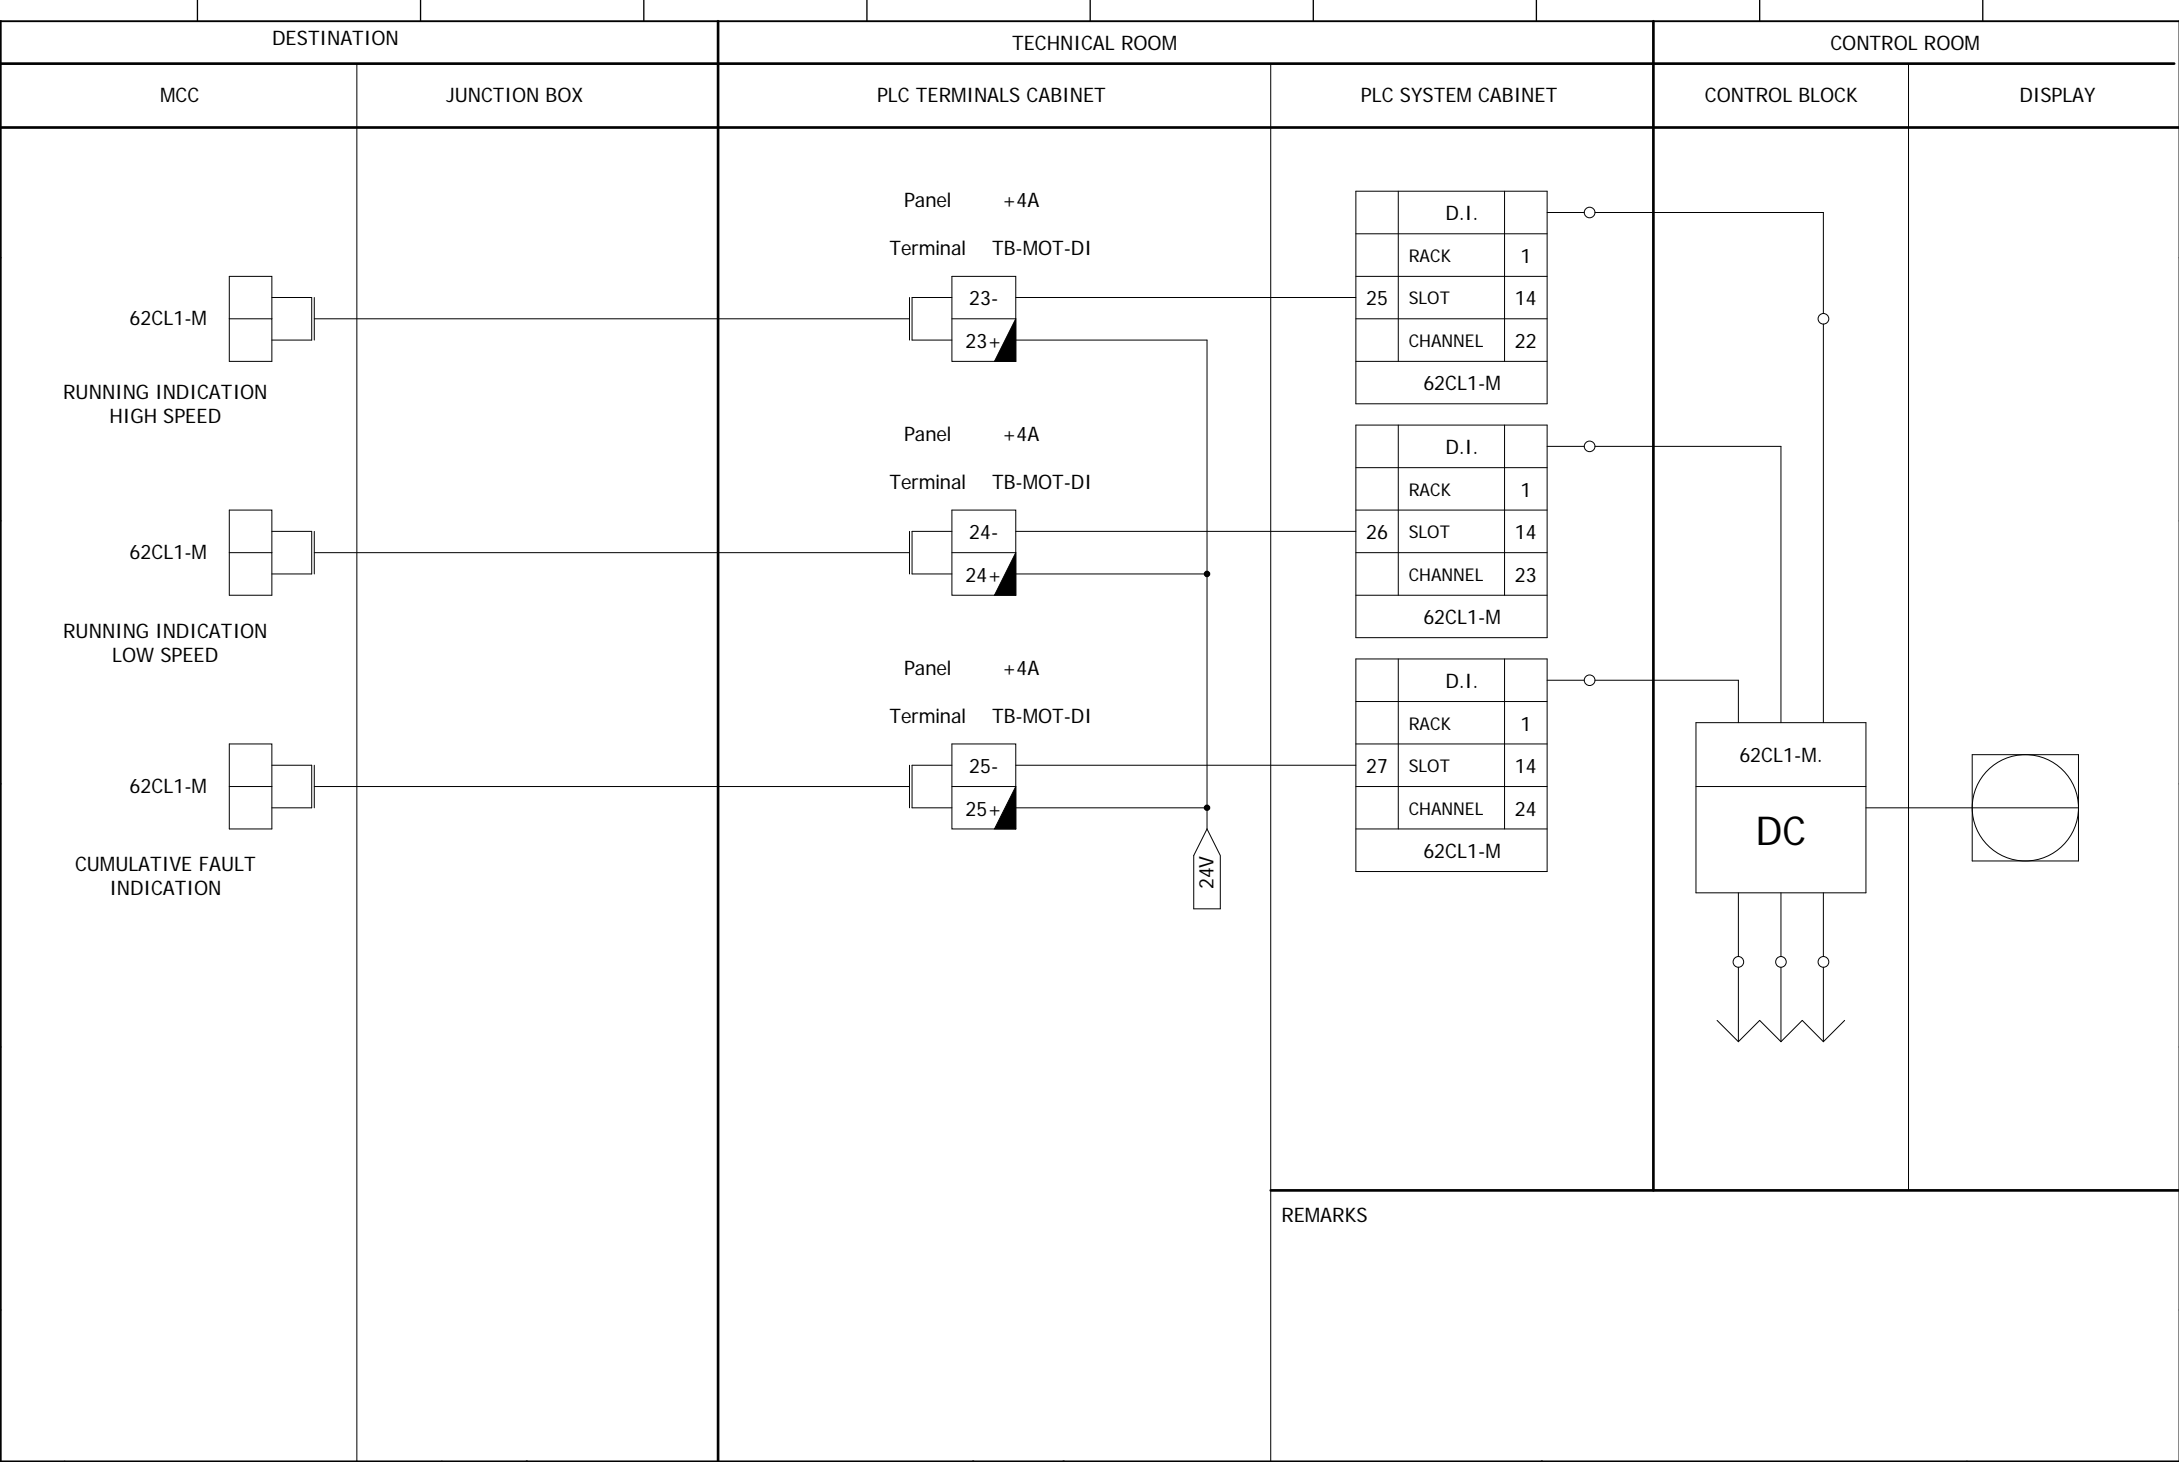 DESTINATION
TECHNICAL ROOM
CONTROL ROOM
MCC
JUNCTION BOX
PLC TERMINALS CABINET
PLC SYSTEM CABINET
CONTROL BLOCK
DISPLAY
62CL1-M
RUNNING INDICATION
HIGH SPEED
Panel +4A
Terminal TB-MOT-DI
23-
23+
D.I.
RACK 1
25 SLOT 14
CHANNEL 22
62CL1-M
62CL1-M
RUNNING INDICATION
LOW SPEED
Panel +4A
Terminal TB-MOT-DI
24-
24+
D.I.
RACK 1
26 SLOT 14
CHANNEL 23
62CL1-M
62CL1-M
CUMULATIVE FAULT
INDICATION
Panel +4A
Terminal TB-MOT-DI
25-
25+
24V
D.I.
RACK 1
27 SLOT 14
CHANNEL 24
62CL1-M
62CL1-M.
DC
REMARKS